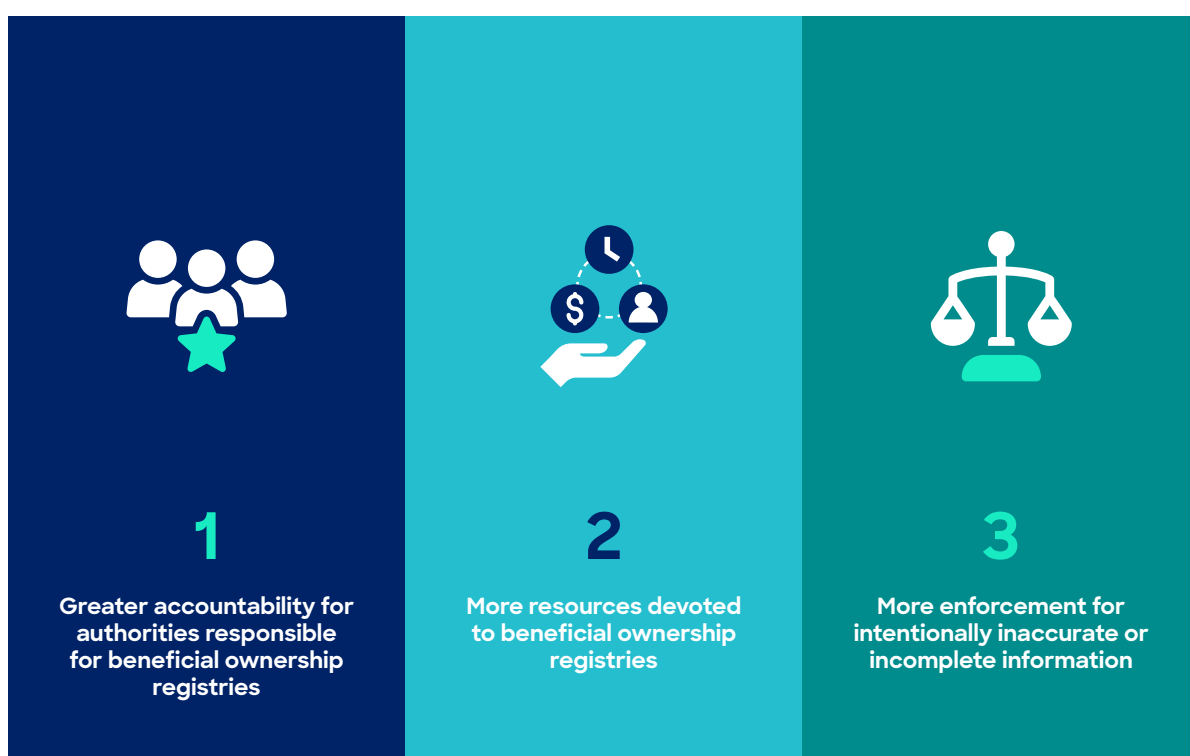 1
Greater accountability for
authorities responsible
for beneficial ownership
registries
2
More resources devoted
to beneficial ownership
registries
3
More enforcement for
intentionally inaccurate or
incomplete information